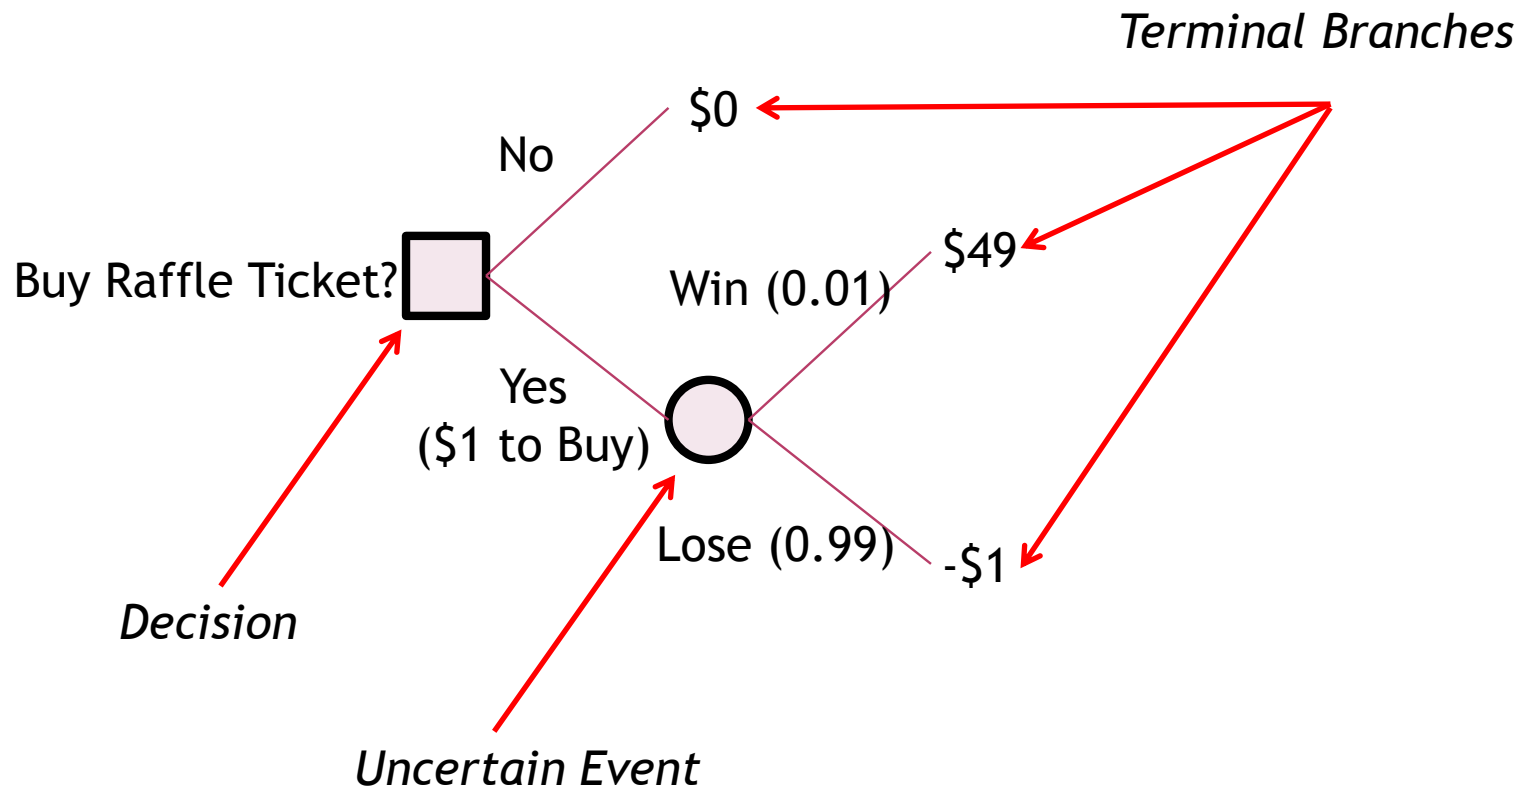 Terminal Branches
$0
No
$49
Buy Raffle Ticket?
Win (0.01)
Yes
($1 to Buy)
Lose (0.99)
-$1
Decision
Uncertain Event